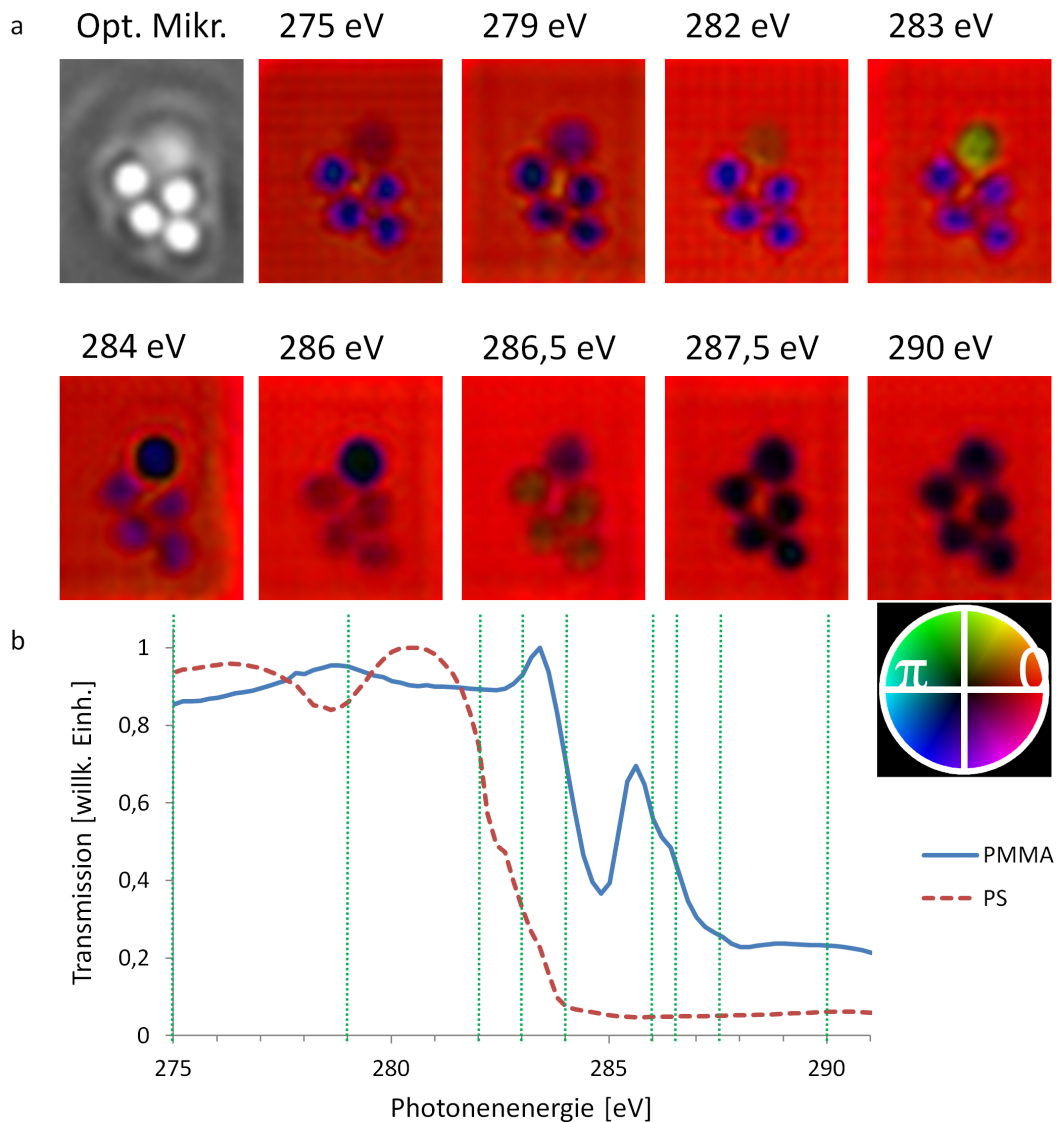 a
Opt. Mikr.
275 eV
279 eV
282 eV
283 eV
284 eV
286 eV
286,5 eV
287,5 eV
290 eV
b
π
0
Transmission [willk. Einh.]
1
0,8
0,6
0,4
0,2
0
275
280
285
290
Photonenenergie [eV]
PMMA
PS